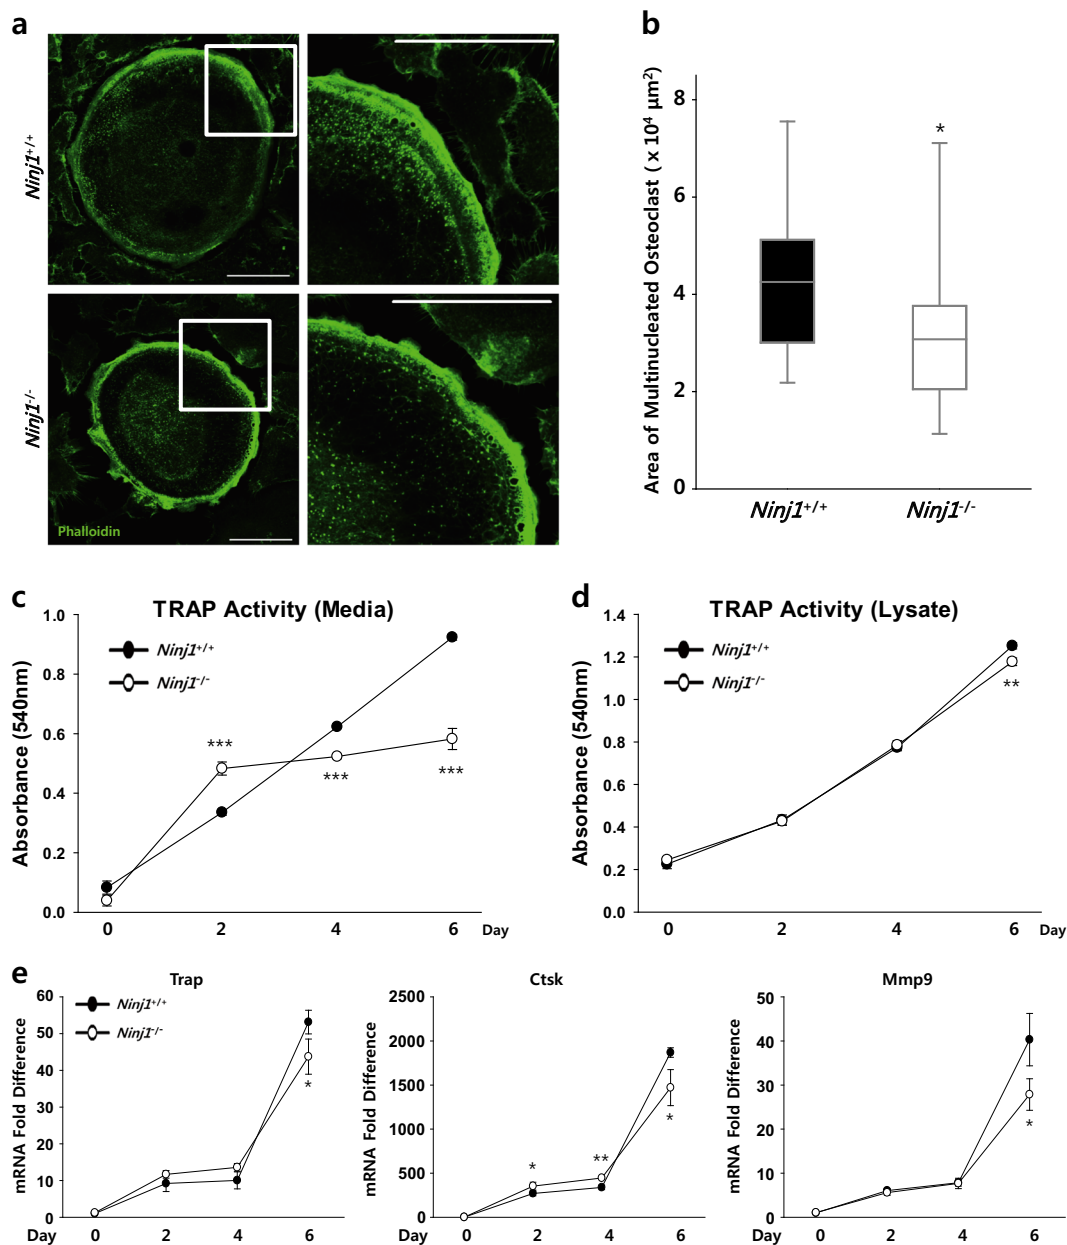 a
Ninj1+/+
Ninj1-/-
Phalloidin
b
Area of Multinucleated Osteoclast ( x 10⁴ µm²)
8
6
4
2
0
*
Ninj1+/+
Ninj1-/-
c
TRAP Activity (Media)
Absorbance (540nm)
1.0
0.8
0.6
0.4
0.2
0.0
Ninj1+/+
Ninj1-/-
***
***
***
0 2 4 6 Day
d
TRAP Activity (Lysate)
Absorbance (540nm)
1.4
1.2
1.0
0.8
0.6
0.4
0.2
0.0
Ninj1+/+
Ninj1-/-
**
0 2 4 6 Day
e
Trap
mRNA Fold Difference
60
50
40
30
20
10
0
Ninj1+/+
Ninj1-/-
*
Day 0 2 4 6
Ctsk
mRNA Fold Difference
2500
2000
1500
1000
500
0
*
**
*
Day 0 2 4 6
Mmp9
mRNA Fold Difference
50
40
30
20
10
0
*
Day 0 2 4 6